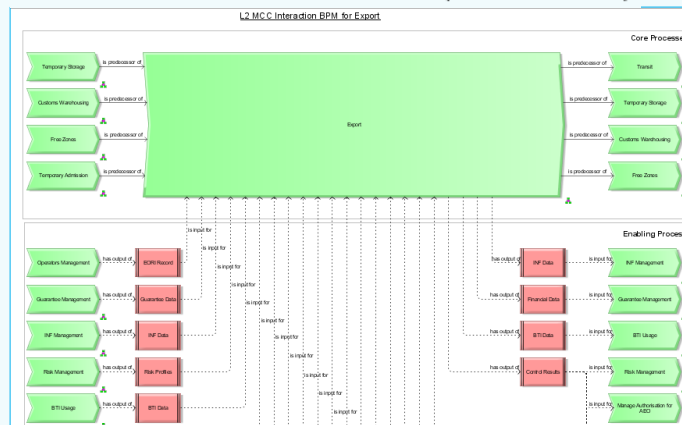 L2 MCC Interaction BPM for Export
Core Processe
Temporary Storage
is predecessor of
Transit
is predecessor of
Customs Warehousing
is predecessor of
Temporary Storage
is predecessor of
Export
Free Zones
is predecessor of
Customs Warehousing
is predecessor of
Temporary Admission
is predecessor of
Free Zones
is predecessor of
Enabling Proces
is input for
is input for
is input for
is input for
is input for
is input for
is input for
is input for
is input for
is input for
is input for
Operators Management
has output of
EORI Record
has output of
INF Data
is input for
INF Management
Guarantee Management
has output of
Guarantee Data
has output of
Financial Data
is input for
Guarantee Management
INF Management
has output of
INF Data
has output of
BTI Data
is input for
BTI Usage
Risk Management
has output of
Risk Profiles
has output of
Control Results
is input for
Risk Management
BTI Usage
has output of
BTI Data
is input for
Manage Authorisation for
AEO